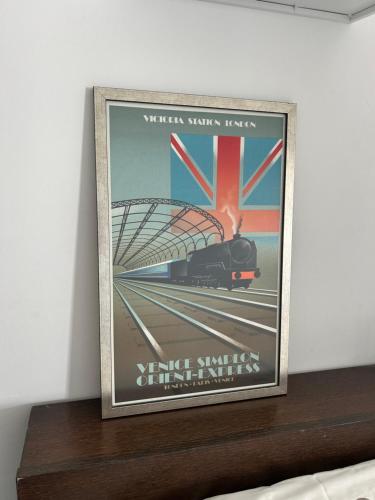 VICTORIA STATION LONDON
VENICE SIMPLON
ORIENT-EXPRESS
LONDON-PARIS-VENICE